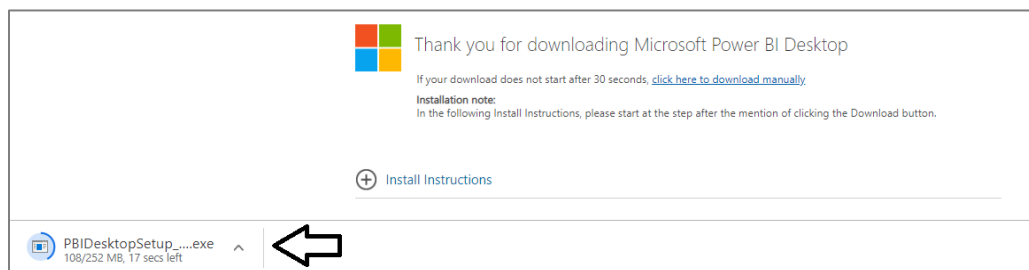 Thank you for downloading Microsoft Power BI Desktop
If your download does not start after 30 seconds, click here to download manually
Installation note:
In the following Install Instructions, please start at the step after the mention of clicking the Download button.
Install Instructions
PBIDesktopSetup_....exe
108/252 MB, 17 secs left